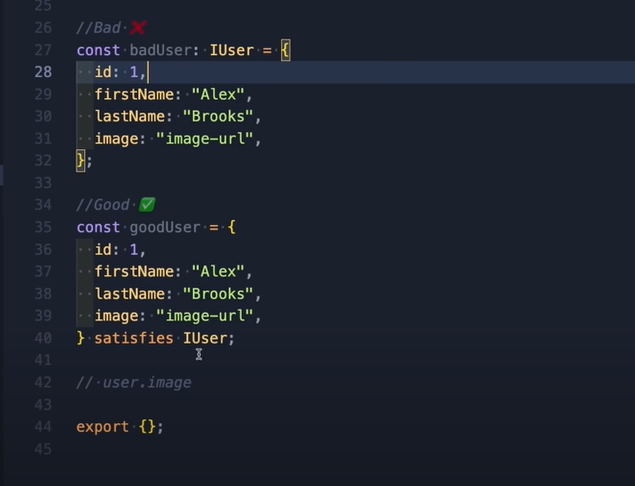 25
26 //Bad ❌
27 const badUser: IUser = {
28   id: 1,
29   firstName: "Alex",
30   lastName: "Brooks",
31   image: "image-url",
32 };
33
34 //Good ✅
35 const goodUser = {
36   id: 1,
37   firstName: "Alex",
38   lastName: "Brooks",
39   image: "image-url",
40 } satisfies IUser;
41
42 // user.image
43
44 export {};
45